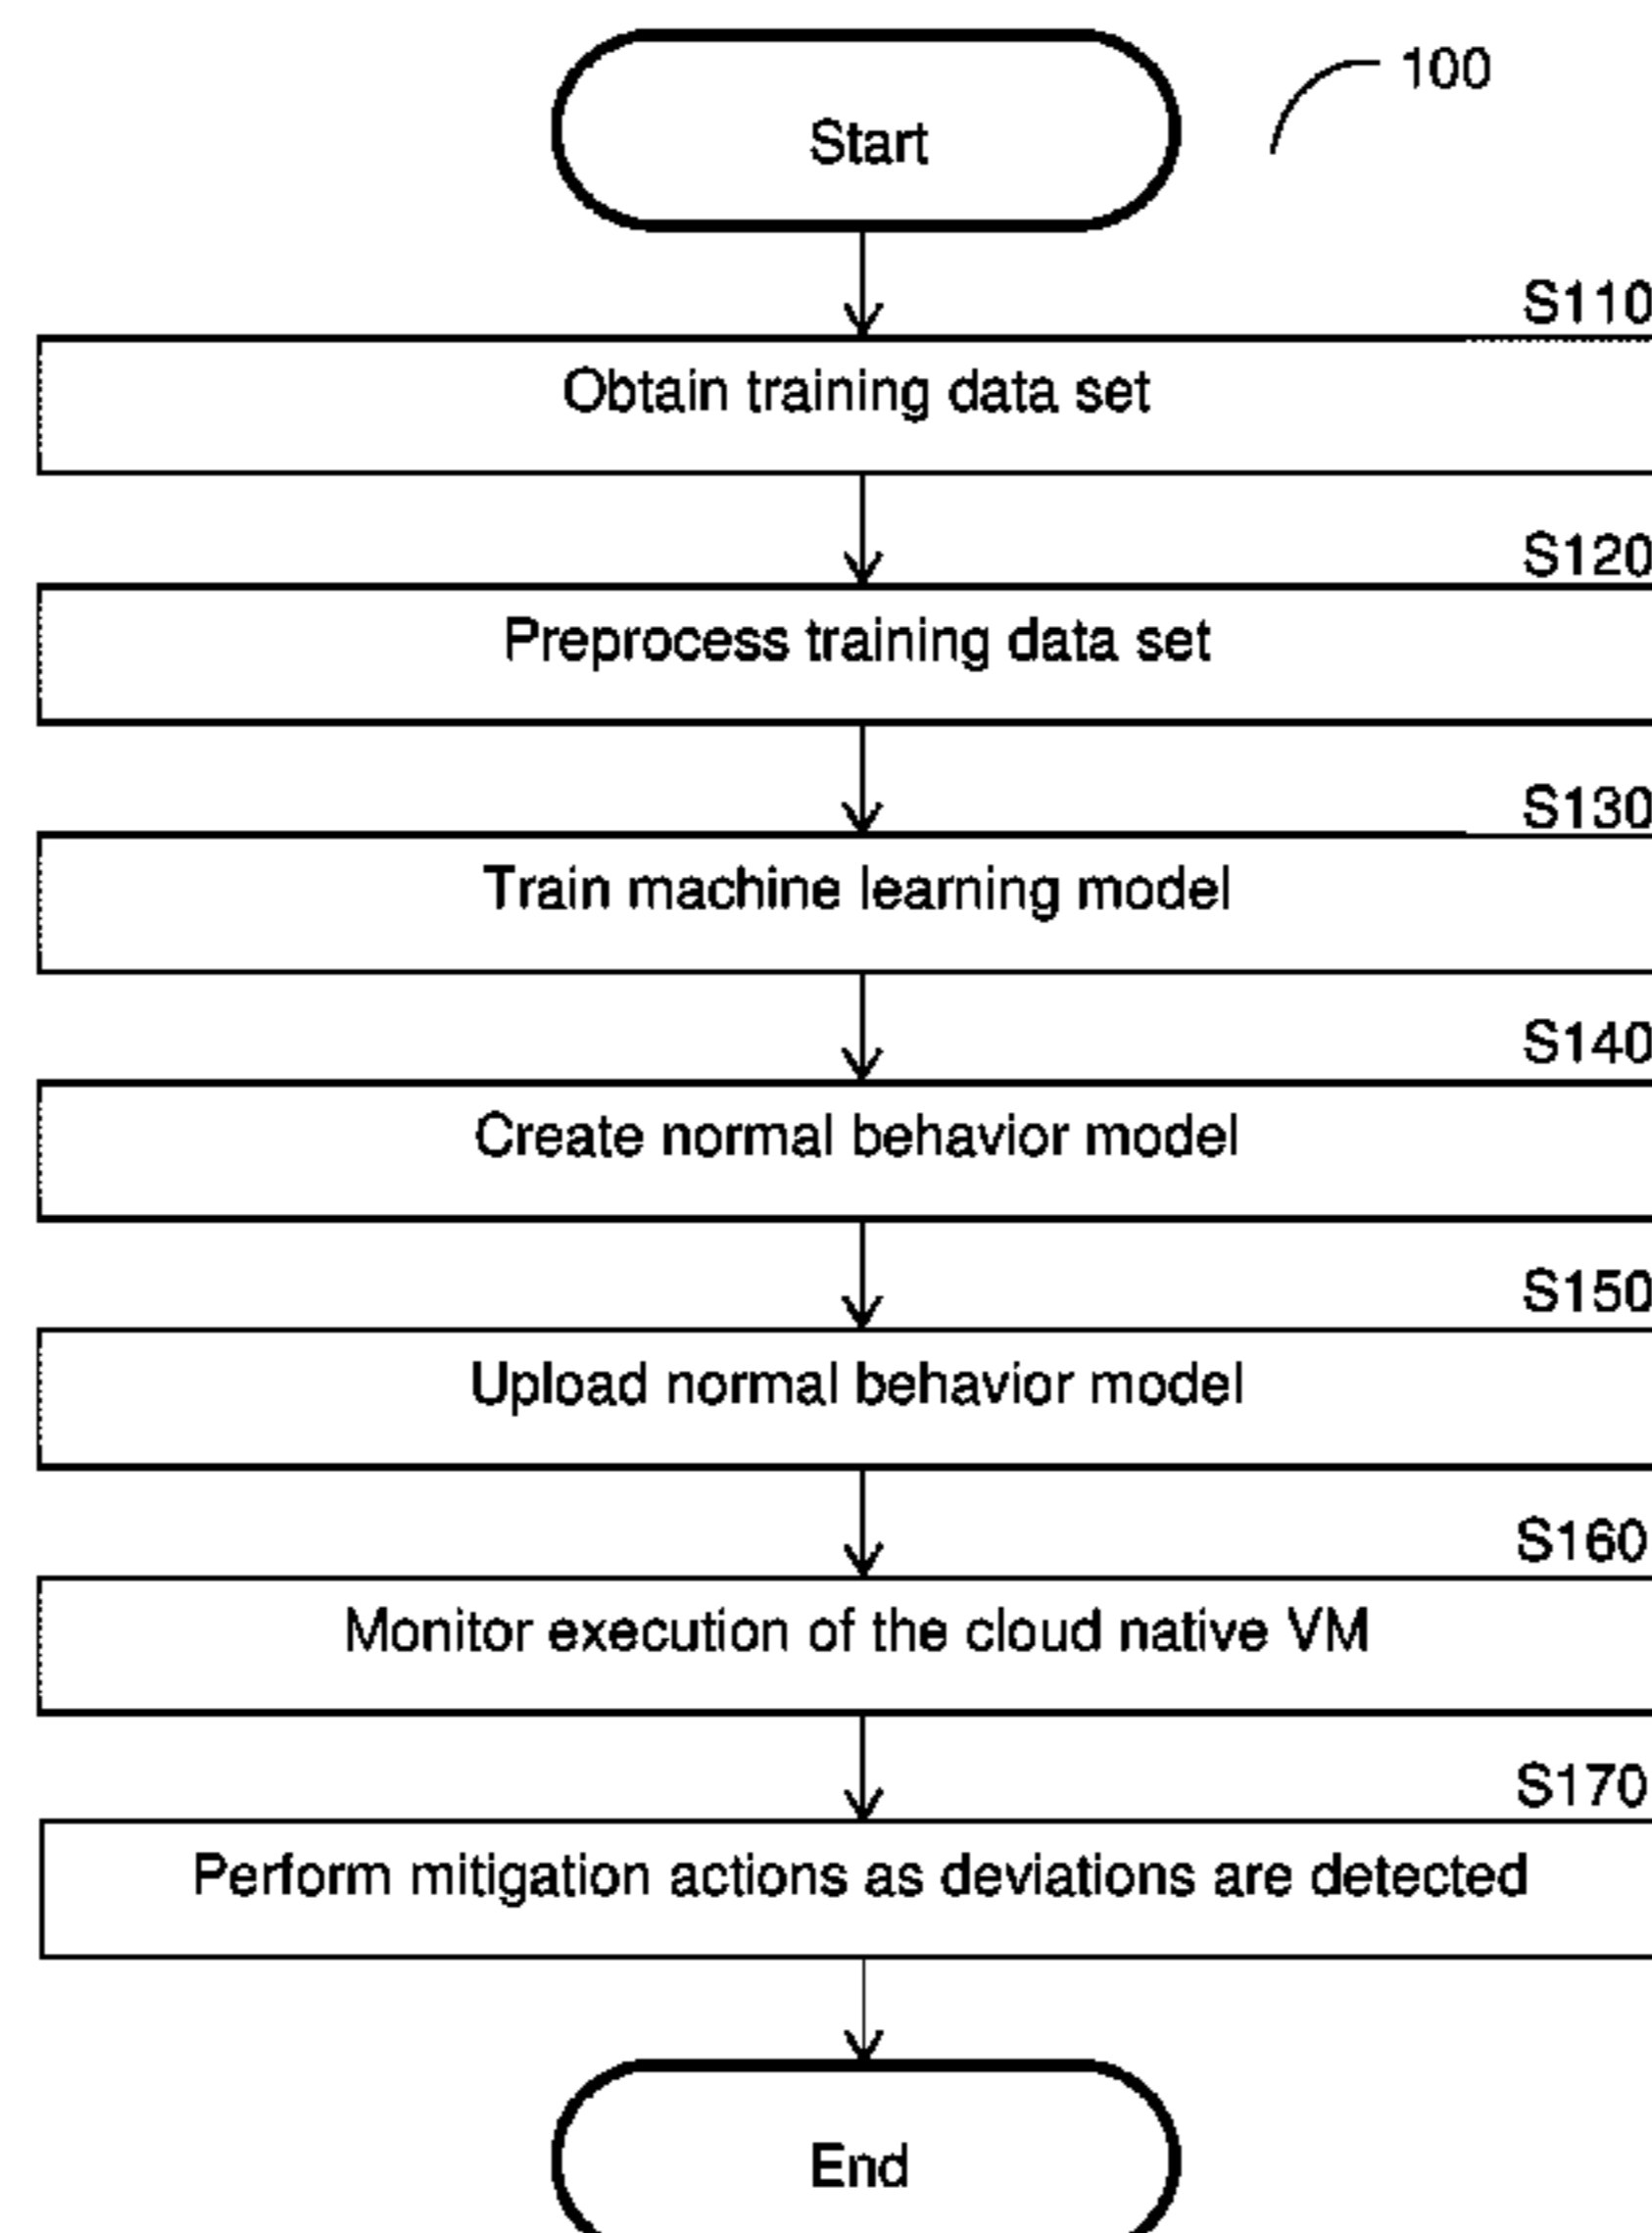 Start
100
S110
Obtain training data set
S120
Preprocess training data set
S130
Train machine learning model
S140
Create normal behavior model
S150
Upload normal behavior model
S160
Monitor execution of the cloud native VM
S170
Perform mitigation actions as deviations are detected
End